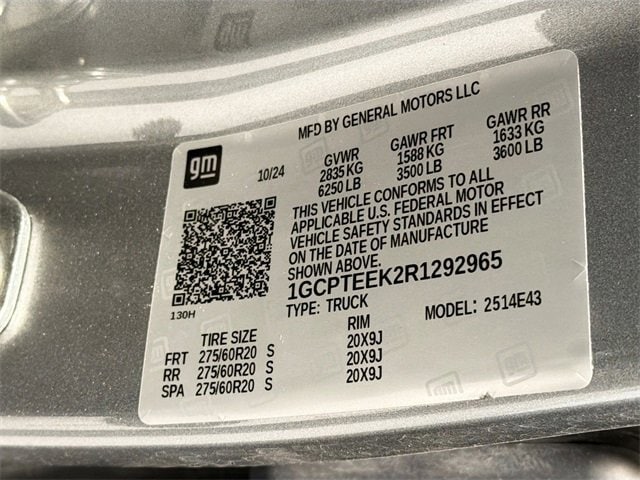 MFD BY GENERAL MOTORS LLC
gm
10/24
GVWR GAWR FRT GAWR RR
2835 KG 1588 KG 1633 KG
6250 LB 3500 LB 3600 LB
THIS VEHICLE CONFORMS TO ALL
APPLICABLE U.S. FEDERAL MOTOR
VEHICLE SAFETY STANDARDS IN EFFECT
ON THE DATE OF MANUFACTURE
SHOWN ABOVE.
1GCPTEEK2R1292965
130H
TYPE: TRUCK MODEL: 2514E43
TIRE SIZE RIM
FRT 275/60R20 S 20X9J
RR 275/60R20 S 20X9J
SPA 275/60R20 S 20X9J